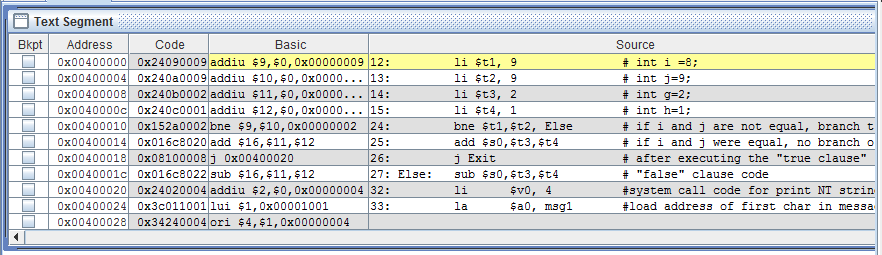 Text Segment
Bkpt Address Code Basic Source
0x00400000 0x24090009 addiu $9,$0,0x00000009 12: li $t1, 9 # int i =8;
0x00400004 0x240a0009 addiu $10,$0,0x0000... 13: li $t2, 9 # int j=9;
0x00400008 0x240b0002 addiu $11,$0,0x0000... 14: li $t3, 2 # int g=2;
0x0040000c 0x240c0001 addiu $12,$0,0x0000... 15: li $t4, 1 # int h=1;
0x00400010 0x152a0002 bne $9,$10,0x00000002 24: bne $t1,$t2, Else # if i and j are not equal, branch t
0x00400014 0x016c8020 add $16,$11,$12 25: add $s0,$t3,$t4 # if i and j were equal, no branch o
0x00400018 0x08100008 j 0x00400020 26: j Exit # after executing the "true clause"
0x0040001c 0x016c8022 sub $16,$11,$12 27: Else: sub $s0,$t3,$t4 # "false" clause code
0x00400020 0x24020004 addiu $2,$0,0x00000004 32: li $v0, 4 #system call code for print NT strin
0x00400024 0x3c011001 lui $1,0x00001001 33: la $a0, msg1 #load address of first char in messa
0x00400028 0x34240004 ori $4,$1,0x00000004